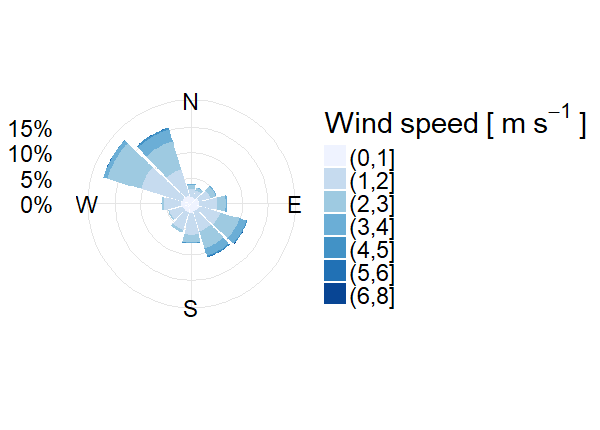 N
15%
10%
5%
0%
W
E
S
Wind speed [ m s⁻¹ ]
(0,1]
(1,2]
(2,3]
(3,4]
(4,5]
(5,6]
(6,8]